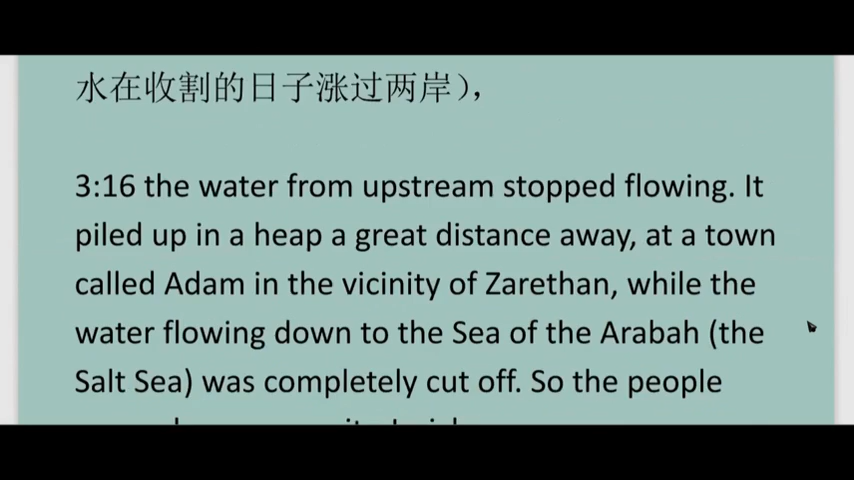 水在收割的日子涨过两岸），
3:16 the water from upstream stopped flowing. It
piled up in a heap a great distance away, at a town
called Adam in the vicinity of Zarethan, while the
water flowing down to the Sea of the Arabah (the
Salt Sea) was completely cut off. So the people